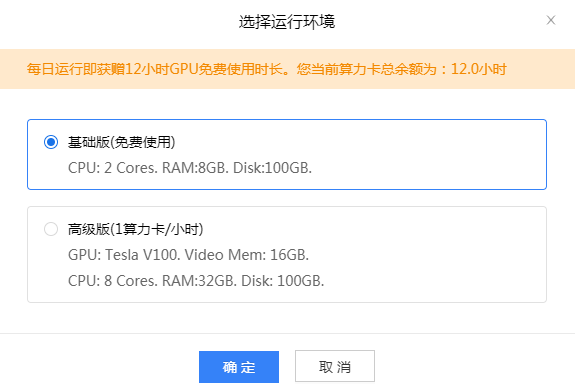 选择运行环境
每日运行即获赠12小时GPU免费使用时长。您当前算力卡总余额为：12.0小时
基础版(免费使用)
CPU: 2 Cores. RAM:8GB. Disk:100GB.
高级版(1算力卡/小时)
GPU: Tesla V100. Video Mem: 16GB.
CPU: 8 Cores. RAM:32GB. Disk: 100GB.
确 定 取 消